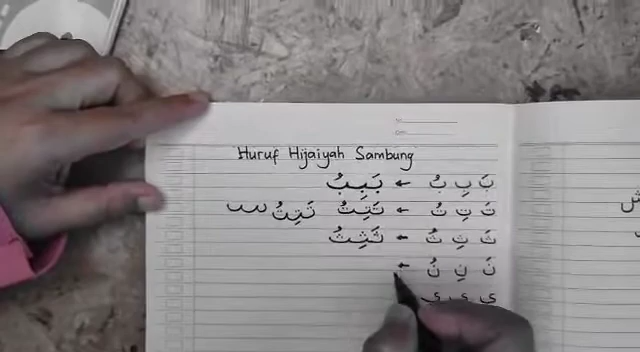 Huruf Hijaiyah Sambung
بَ بِ بُ ← بَبِبُ
تَ تِ تُ ← تَتِتُ تَتِتُ
ثَ ثِ ثُ ← ثَثِثُ
نَ نِ نُ ←